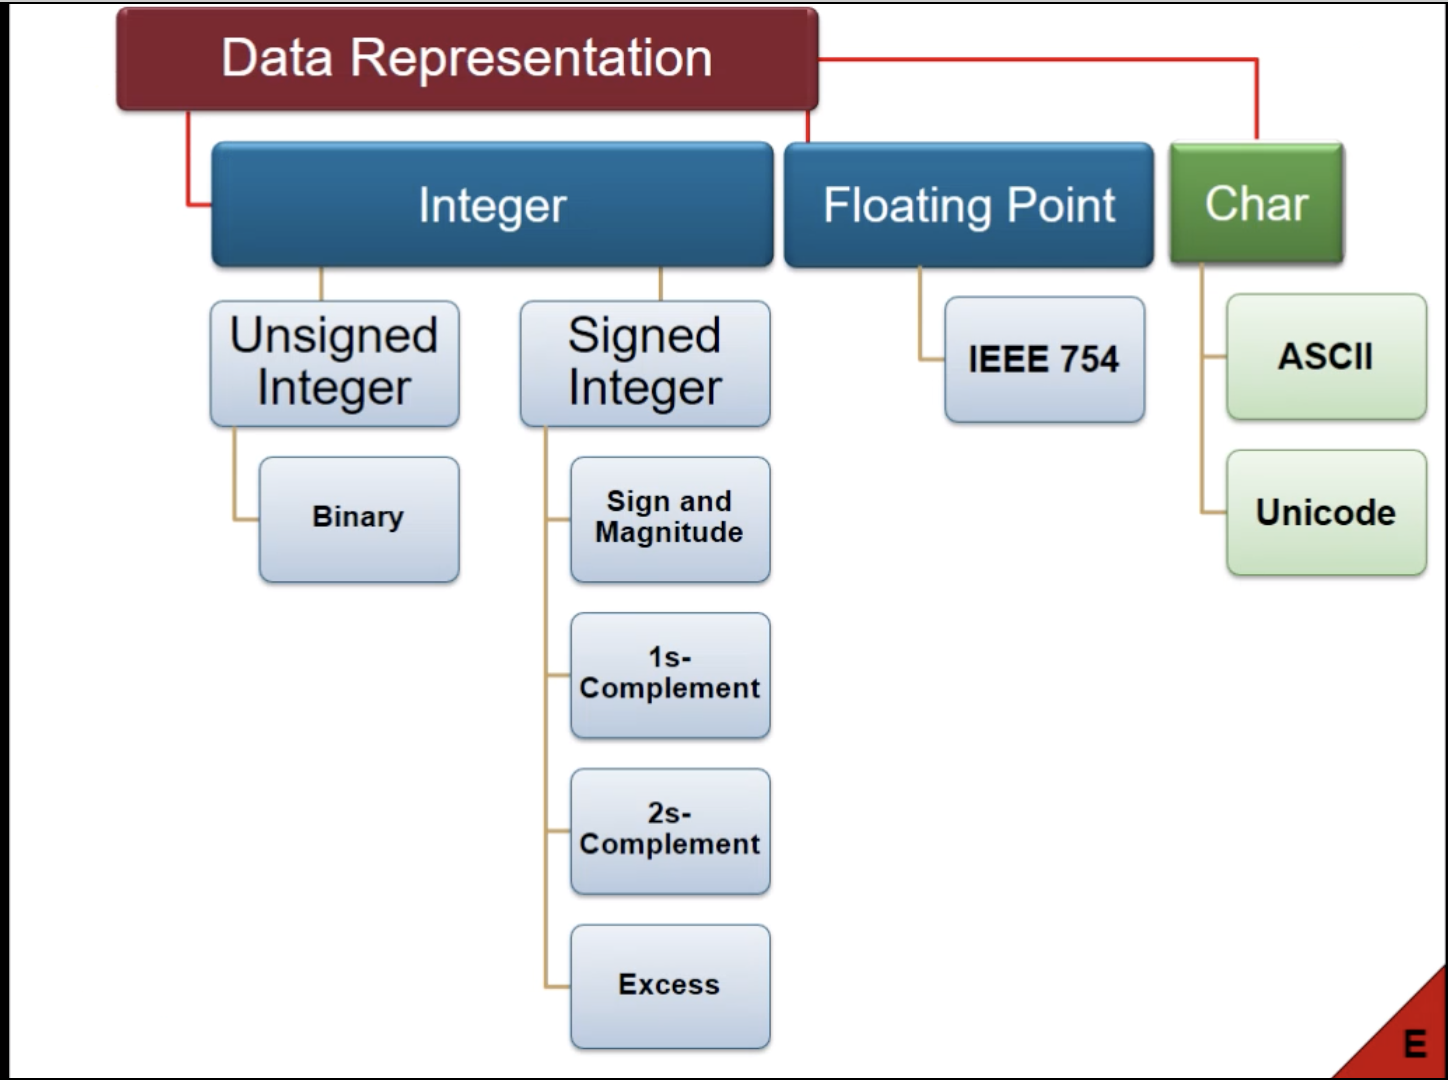 Data Representation
Integer
Floating Point
Char
Unsigned
Integer
Signed
Integer
IEEE 754
ASCII
Binary
Sign and
Magnitude
Unicode
1s-
Complement
2s-
Complement
Excess
E